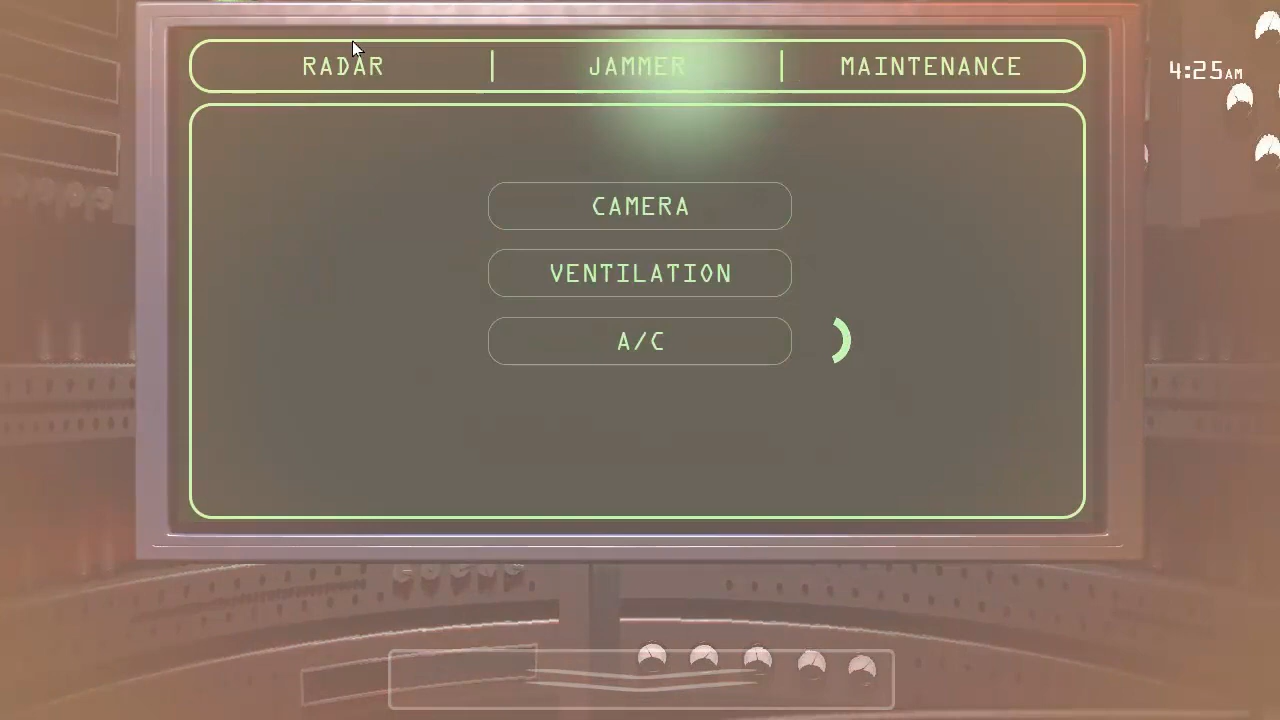 RADAR | JAMMER | MAINTENANCE
4:25AM
CAMERA
VENTILATION
A/C